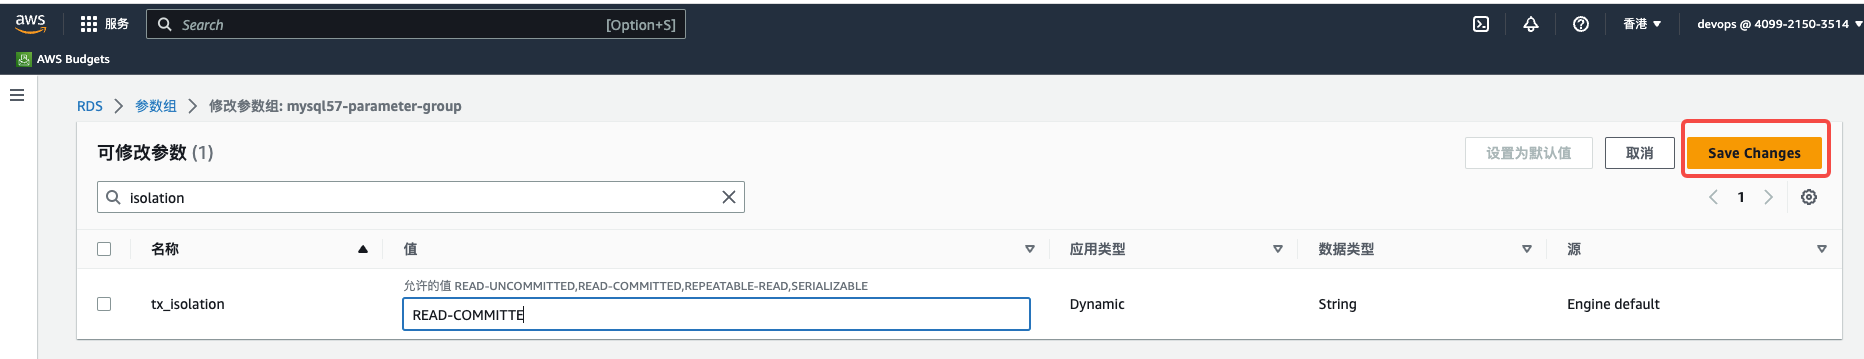 aws 服务 Search [Option+S] 香港 devops @ 4099-2150-3514
AWS Budgets
RDS 参数组 修改参数组: mysql57-parameter-group
可修改参数 (1) 设置为默认值 取消 Save Changes
isolation 1
名称 值 应用类型 数据类型 源
允许的值 READ-UNCOMMITTED,READ-COMMITTED,REPEATABLE-READ,SERIALIZABLE
tx_isolation READ-COMMITTE Dynamic String Engine default